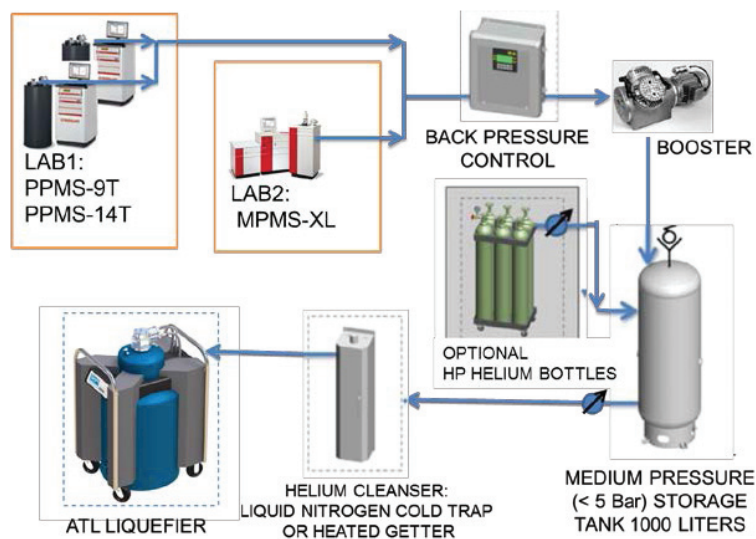 LAB1:
PPMS-9T
PPMS-14T
LAB2:
MPMS-XL
BACK PRESSURE
CONTROL
BOOSTER
OPTIONAL
HP HELIUM BOTTLES
MEDIUM PRESSURE
(< 5 Bar) STORAGE
TANK 1000 LITERS
HELIUM CLEANSER:
LIQUID NITROGEN COLD TRAP
OR HEATED GETTER
ATL LIQUEFIER